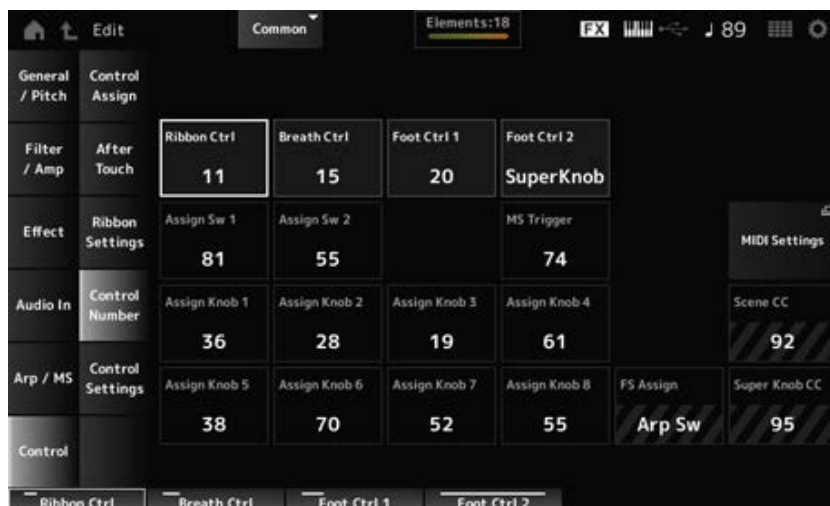 Edit
Common
Elements:18
FX
♩ 89
General / Pitch
Control Assign
Filter / Amp
After Touch
Effect
Ribbon Settings
Audio In
Control Number
Arp / MS
Control Settings
Control
Ribbon Ctrl
11
Breath Ctrl
15
Foot Ctrl 1
20
Foot Ctrl 2
SuperKnob
Assign Sw 1
81
Assign Sw 2
55
MS Trigger
74
MIDI Settings
Assign Knob 1
36
Assign Knob 2
28
Assign Knob 3
19
Assign Knob 4
61
Scene CC
92
Assign Knob 5
38
Assign Knob 6
70
Assign Knob 7
52
Assign Knob 8
55
FS Assign
Arp Sw
Super Knob CC
95
Ribbon Ctrl
Breath Ctrl
Foot Ctrl 1
Foot Ctrl 2